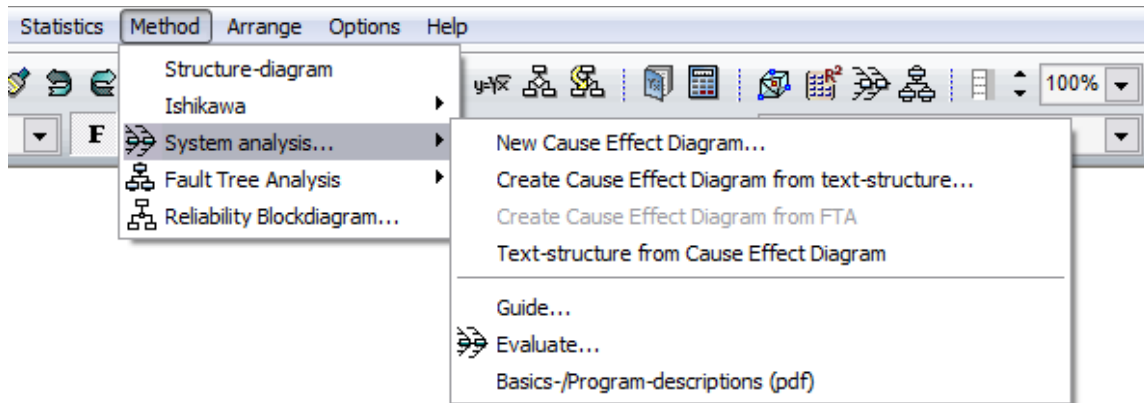 Statistics Method Arrange Options Help
Structure-diagram
y=√x R² 100%
Ishikawa
F System analysis...
New Cause Effect Diagram...
Fault Tree Analysis
Create Cause Effect Diagram from text-structure...
Reliability Blockdiagram...
Create Cause Effect Diagram from FTA
Text-structure from Cause Effect Diagram
Guide...
Evaluate...
Basics-/Program-descriptions (pdf)